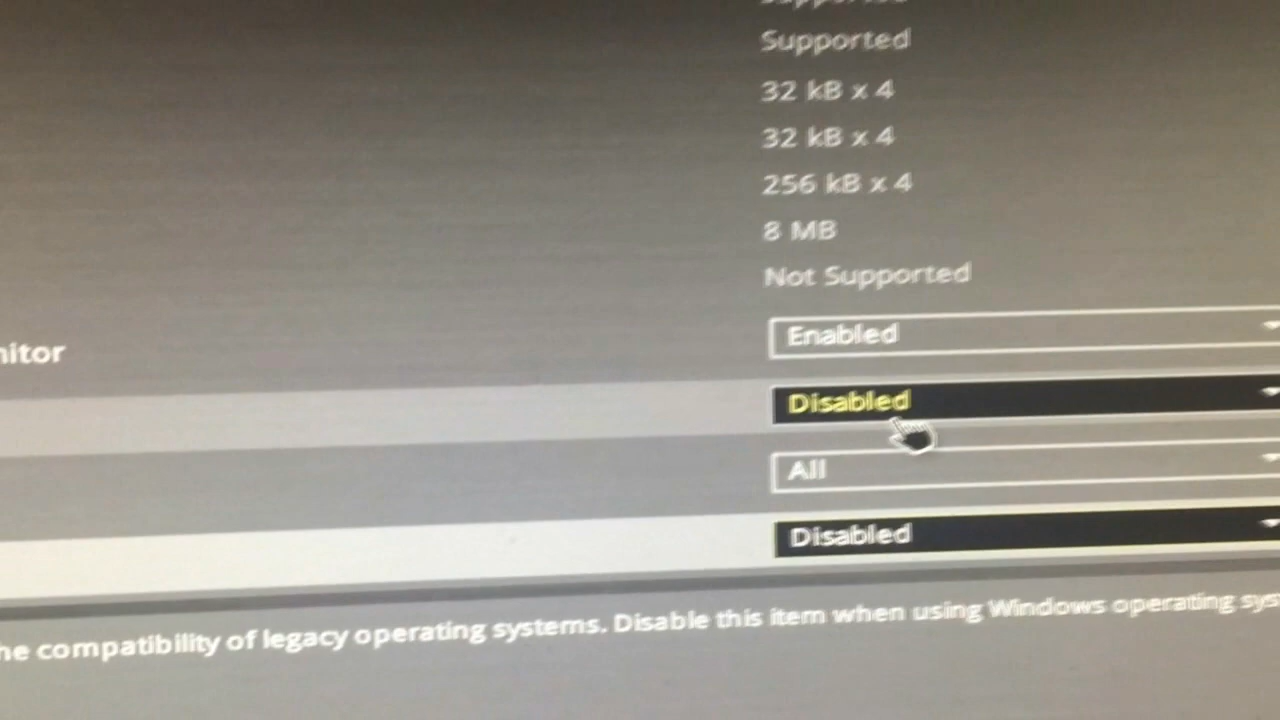 Supported
32 kB x 4
32 kB x 4
256 kB x 4
8 MB
Not Supported
Enabled
nitor
Disabled
All
Disabled
he compatibility of legacy operating systems. Disable this item when using Windows operating sys